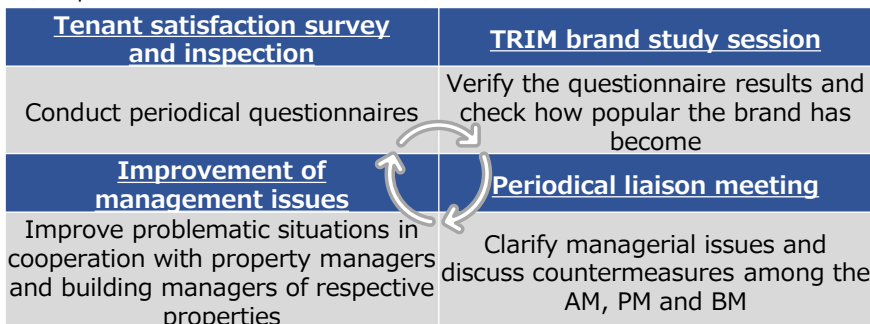 Tenant satisfaction survey
and inspection
TRIM brand study session
Conduct periodical questionnaires
Verify the questionnaire results and
check how popular the brand has
become
Improvement of
management issues
Periodical liaison meeting
Improve problematic situations in
cooperation with property managers
and building managers of respective
properties
Clarify managerial issues and
discuss countermeasures among the
AM, PM and BM